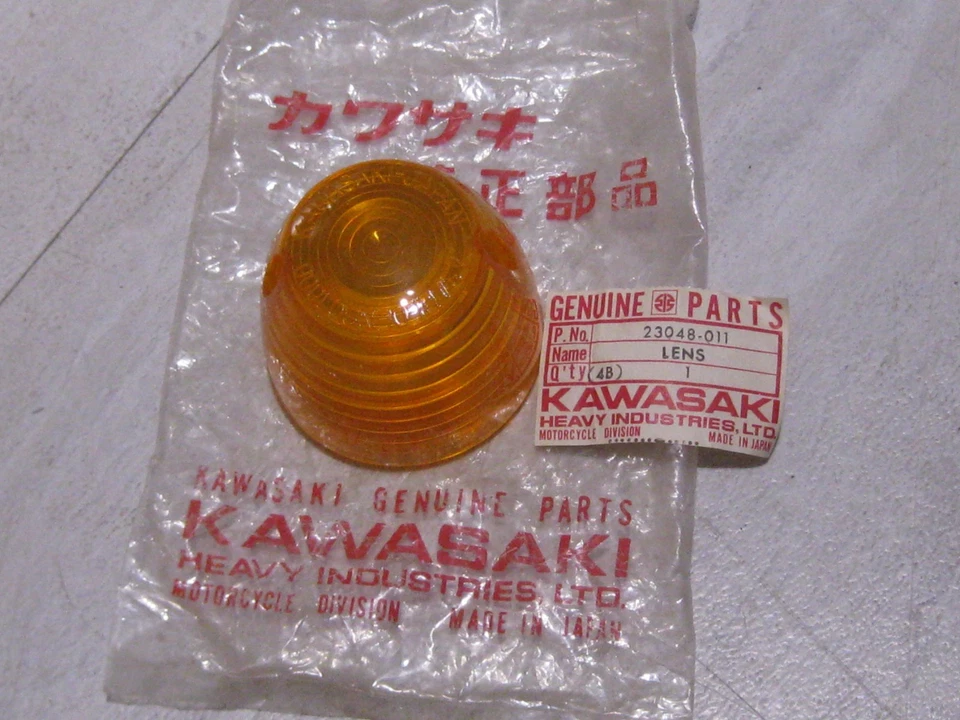 カワサキ
正部品
GENUINE PARTS
P. No. 23048-011
Name LENS
Q'ty (4B) 1
KAWASAKI
HEAVY INDUSTRIES, LTD.
MOTORCYCLE DIVISION MADE IN JAPAN
KAWASAKI GENUINE PARTS
KAWASAKI
HEAVY INDUSTRIES, LTD.
MOTORCYCLE DIVISION MADE IN JAPAN